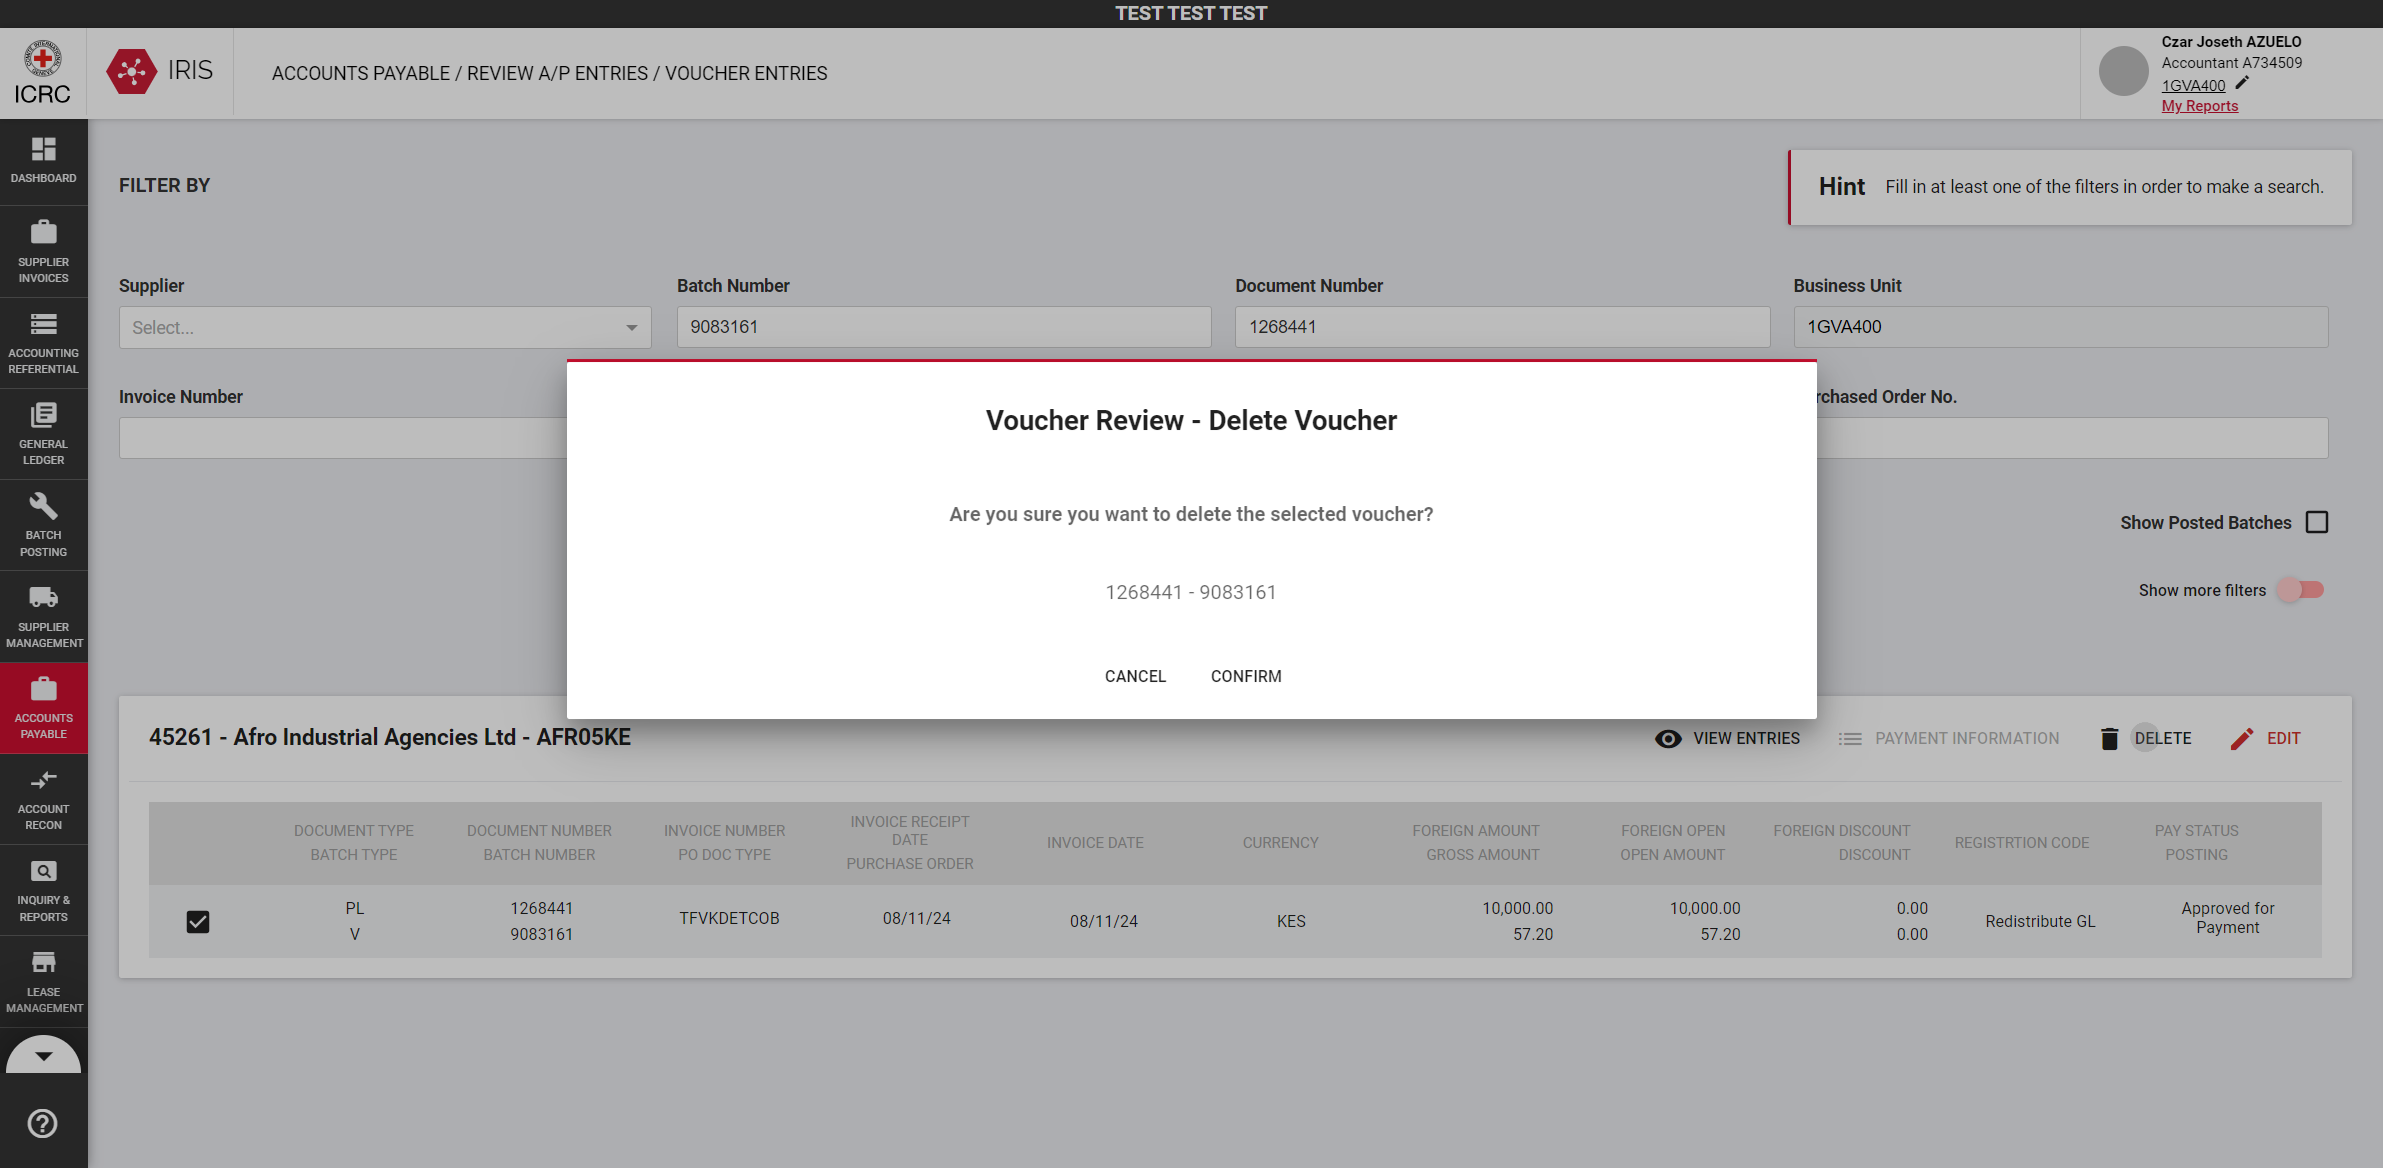 TEST TEST TEST
ICRC
IRIS
ACCOUNTS PAYABLE / REVIEW A/P ENTRIES / VOUCHER ENTRIES
Czar Joseth AZUELO
Accountant A734509
1GVA400
My Reports
DASHBOARD
SUPPLIER
INVOICES
ACCOUNTING
REFERENTIAL
GENERAL
LEDGER
BATCH
POSTING
SUPPLIER
MANAGEMENT
ACCOUNTS
PAYABLE
ACCOUNT
RECON
INQUIRY &
REPORTS
LEASE
MANAGEMENT
FILTER BY
Hint Fill in at least one of the filters in order to make a search.
Supplier Batch Number Document Number Business Unit
Select... 9083161 1268441 1GVA400
Invoice Number rchased Order No.
Voucher Review - Delete Voucher
Are you sure you want to delete the selected voucher?
1268441 - 9083161
CANCEL CONFIRM
Show Posted Batches
Show more filters
45261 - Afro Industrial Agencies Ltd - AFR05KE VIEW ENTRIES PAYMENT INFORMATION DELETE EDIT
DOCUMENT TYPE
BATCH TYPE
DOCUMENT NUMBER
BATCH NUMBER
INVOICE NUMBER
PO DOC TYPE
INVOICE RECEIPT
DATE
PURCHASE ORDER
INVOICE DATE
CURRENCY
FOREIGN AMOUNT
GROSS AMOUNT
FOREIGN OPEN
OPEN AMOUNT
FOREIGN DISCOUNT
DISCOUNT
REGISTRTION CODE
PAY STATUS
POSTING
PL
V
1268441
9083161
TFVKDETCOB
08/11/24
08/11/24
KES
10,000.00
57.20
10,000.00
57.20
0.00
0.00
Redistribute GL
Approved for
Payment